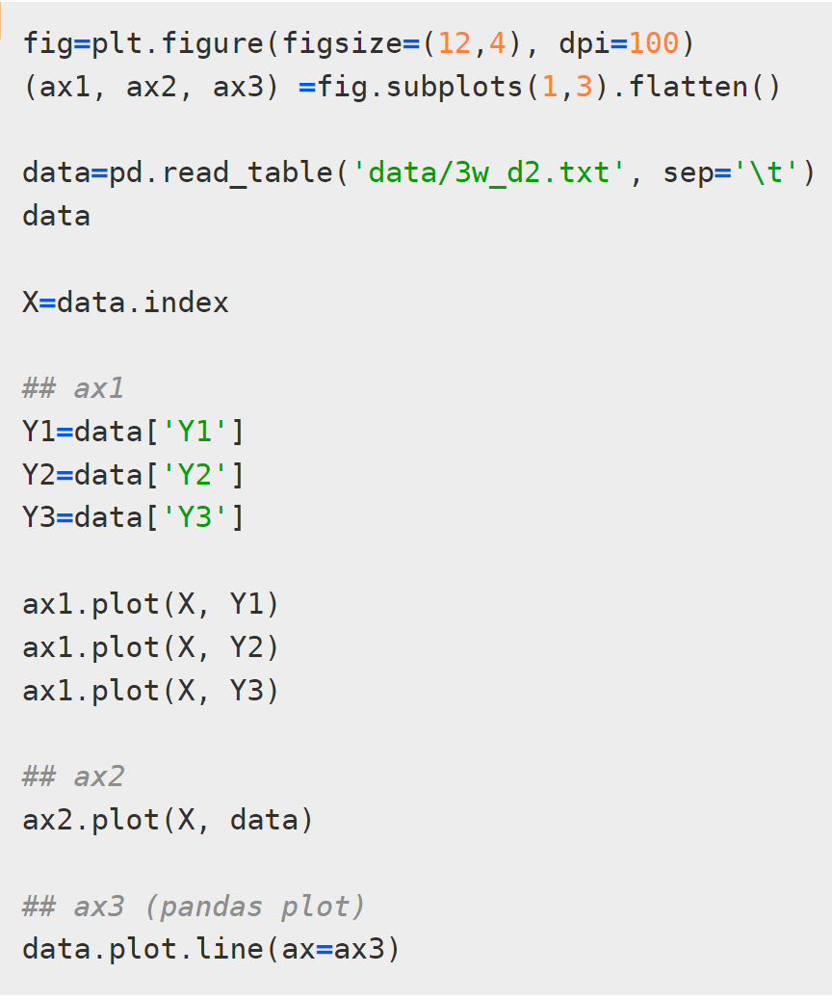 fig=plt.figure(figsize=(12,4), dpi=100)
(ax1, ax2, ax3) =fig.subplots(1,3).flatten()
data=pd.read_table('data/3w_d2.txt', sep='\t')
data
X=data.index
## ax1
Y1=data['Y1']
Y2=data['Y2']
Y3=data['Y3']
ax1.plot(X, Y1)
ax1.plot(X, Y2)
ax1.plot(X, Y3)
## ax2
ax2.plot(X, data)
## ax3 (pandas plot)
data.plot.line(ax=ax3)